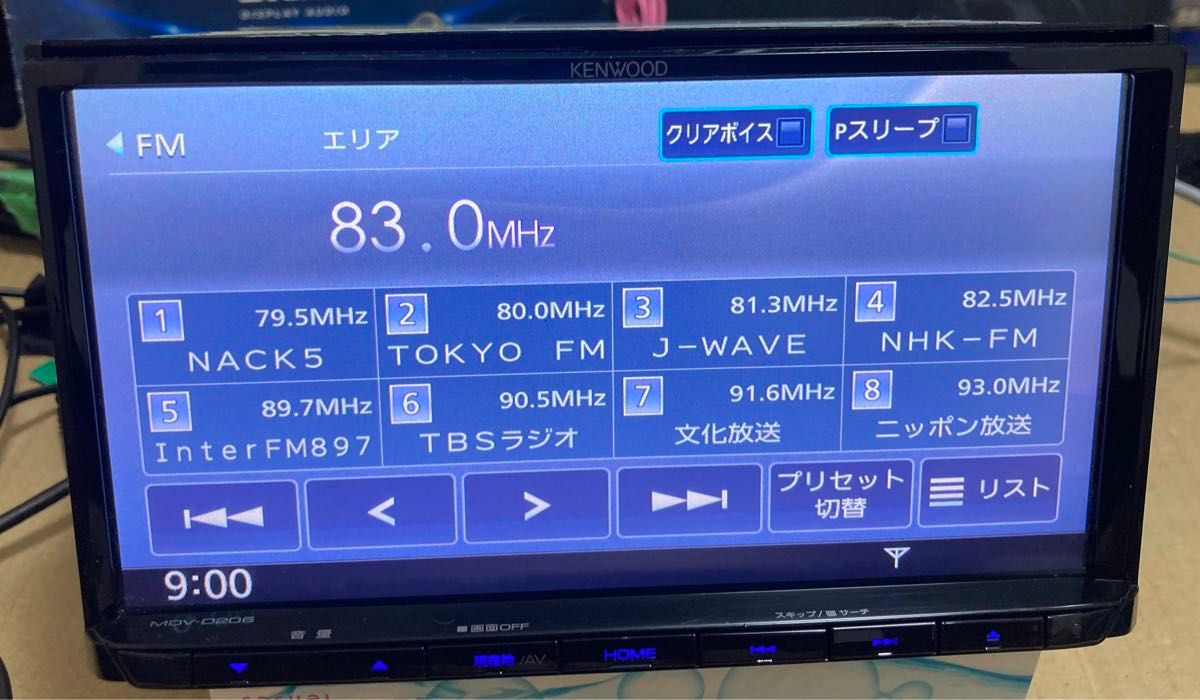 DISPLAY AUDIO
KENWOOD
FM エリア クリアボイス Pスリープ
83.0MHz
1 79.5MHz 2 80.0MHz 3 81.3MHz 4 82.5MHz
NACK5 TOKYO FM J-WAVE NHK-FM
5 89.7MHz 6 90.5MHz 7 91.6MHz 8 93.0MHz
InterFM897 TBSラジオ 文化放送 ニッポン放送
プリセット
切替
リスト
9:00
MDV-D206
音量 画面OFF スキップ/サーチ
現在地/AV HOME
casual